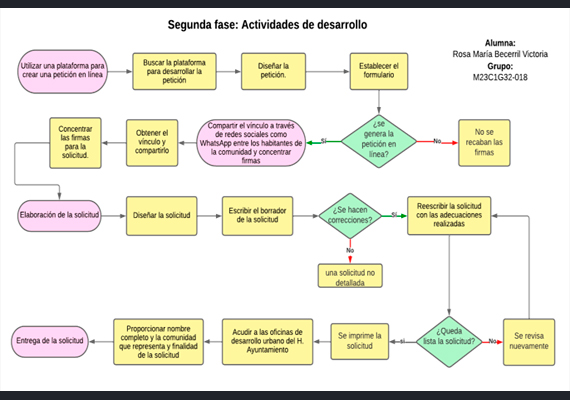 Segunda fase: Actividades de desarrollo
Alumna:
Rosa María Becerril Victoria
Grupo:
M23C1G32-018
Utilizar una plataforma para
crear una petición en línea
Buscar la plataforma
para desarrollar la
petición
Diseñar la
petición.
Establecer el
formulario
¿se
genera la
petición en
línea?
Si
No
No se
recaban las
firmas
Compartir el vínculo a través
de redes sociales como
WhatsApp entre los habitantes de
la comunidad y concentrar
firmas
Obtener el
vínculo y
compartirlo
Concentrar
las firmas
para la
solicitud.
Elaboración de la solicitud
Diseñar la solicitud
Escribir el borrador
de la solicitud
¿Se hacen
correcciones?
Si
No
una solicitud no
detallada
Reescribir la solicitud
con las adecuaciones
realizadas
¿Queda
lista la solicitud?
No
Se revisa
nuevamente
si
Se imprime la
solicitud
Acudir a las oficinas de
desarrollo urbano del H.
Ayuntamiento
Proporcionar nombre
completo y la comunidad
que representa y finalidad
de la solicitud
Entrega de la solicitud